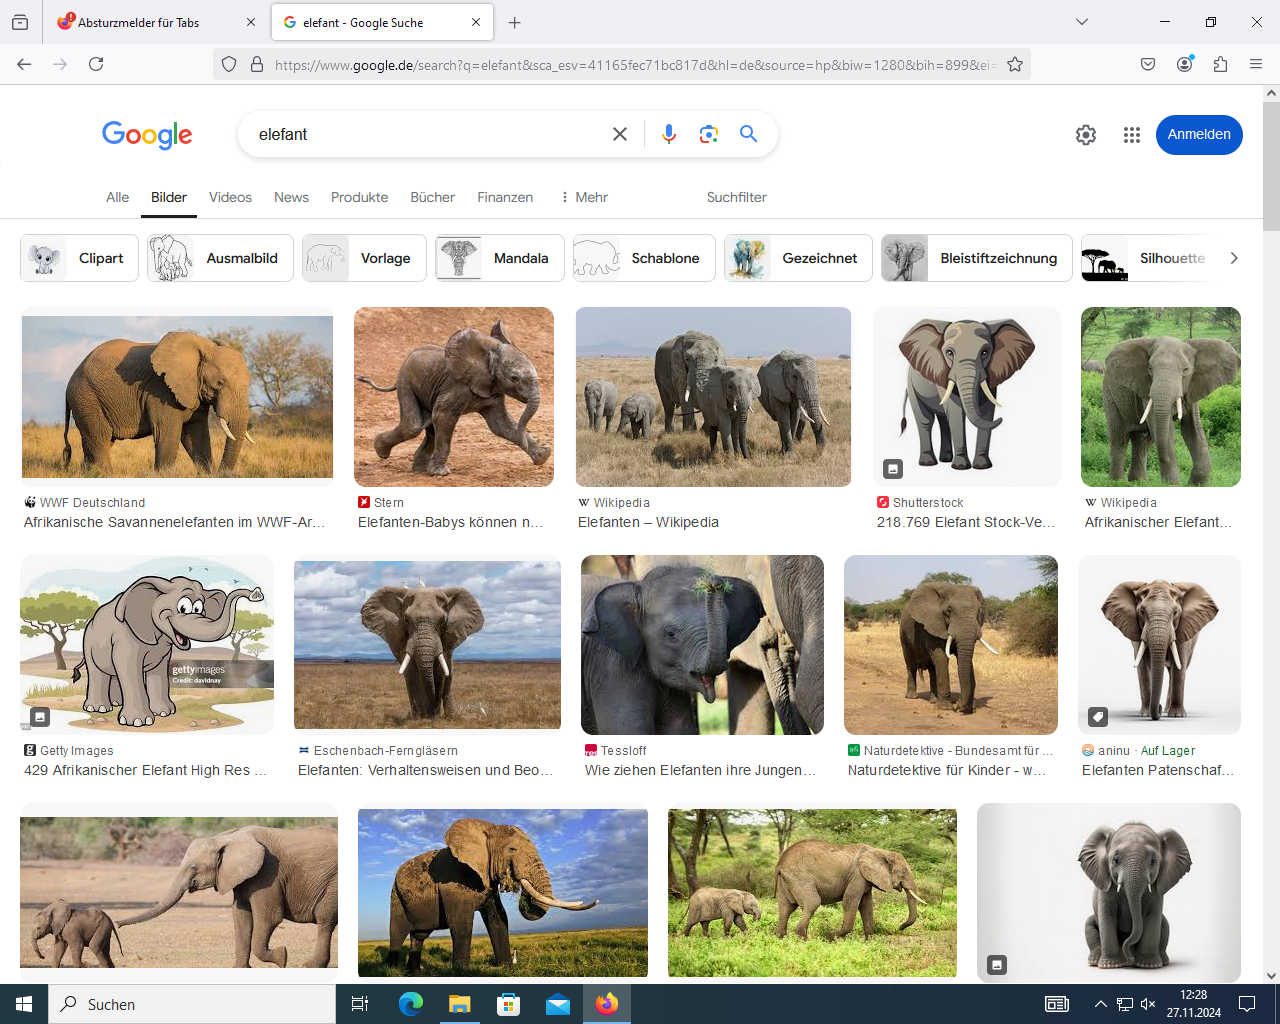 Absturzmelder für Tabs
elefant - Google Suche
https://www.google.de/search?q=elefant&sca_esv=41165fec71bc817d&hl=de&source=hp&biw=1280&bih=899&ei=
Google
elefant
Anmelden
Alle
Bilder
Videos
News
Produkte
Bücher
Finanzen
Mehr
Suchfilter
Clipart
Ausmalbild
Vorlage
Mandala
Schablone
Gezeichnet
Bleistiftzeichnung
Silhouette
WWF Deutschland
Afrikanische Savannenelefanten im WWF-Ar...
Stern
Elefanten-Babys können n...
Wikipedia
Elefanten – Wikipedia
Shutterstock
218.769 Elefant Stock-Ve...
Wikipedia
Afrikanischer Elefant...
gettyimages
Credit: davidnay
Getty Images
429 Afrikanischer Elefant High Res ...
Eschenbach-Ferngläsern
Elefanten: Verhaltensweisen und Beo...
Tessloff
Wie ziehen Elefanten ihre Jungen...
Naturdetektive - Bundesamt für ...
Naturdetektive für Kinder - w...
aninu · Auf Lager
Elefanten Patenschaf...
Suchen
12:28
27.11.2024